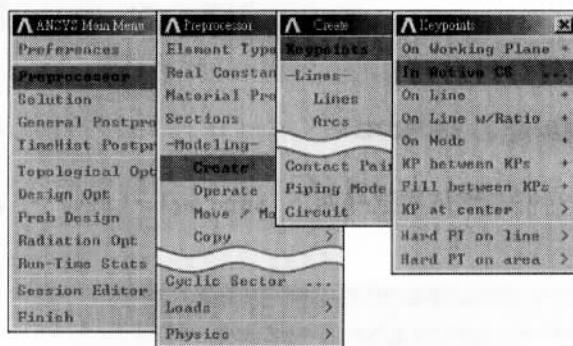 ANSYS Main Menu
Preferences
Preprocessor
Solution
General Postpro
TimeHist Postpr
Topological Opt
Design Opt
Prob Design
Radiation Opt
Run-Time Stats
Session Editor
Finish
Preprocessor
Element Type
Real Constan
Material Pro
Sections
-Modeling-
Create
Operate
Move / Mo
Copy >
Cyclic Sector ...
Loads >
Physics >
Create
Keypoints
-Lines-
Lines
Arcs
Contact Pair
Piping Mode
Circuit
Keypoints
On Working Plane +
In Active CS ...
On Line +
On Line w/Ratio +
On Node +
KP between KPs +
Fill between KPs +
KP at center >
Hard PT on line >
Hard PT on area >